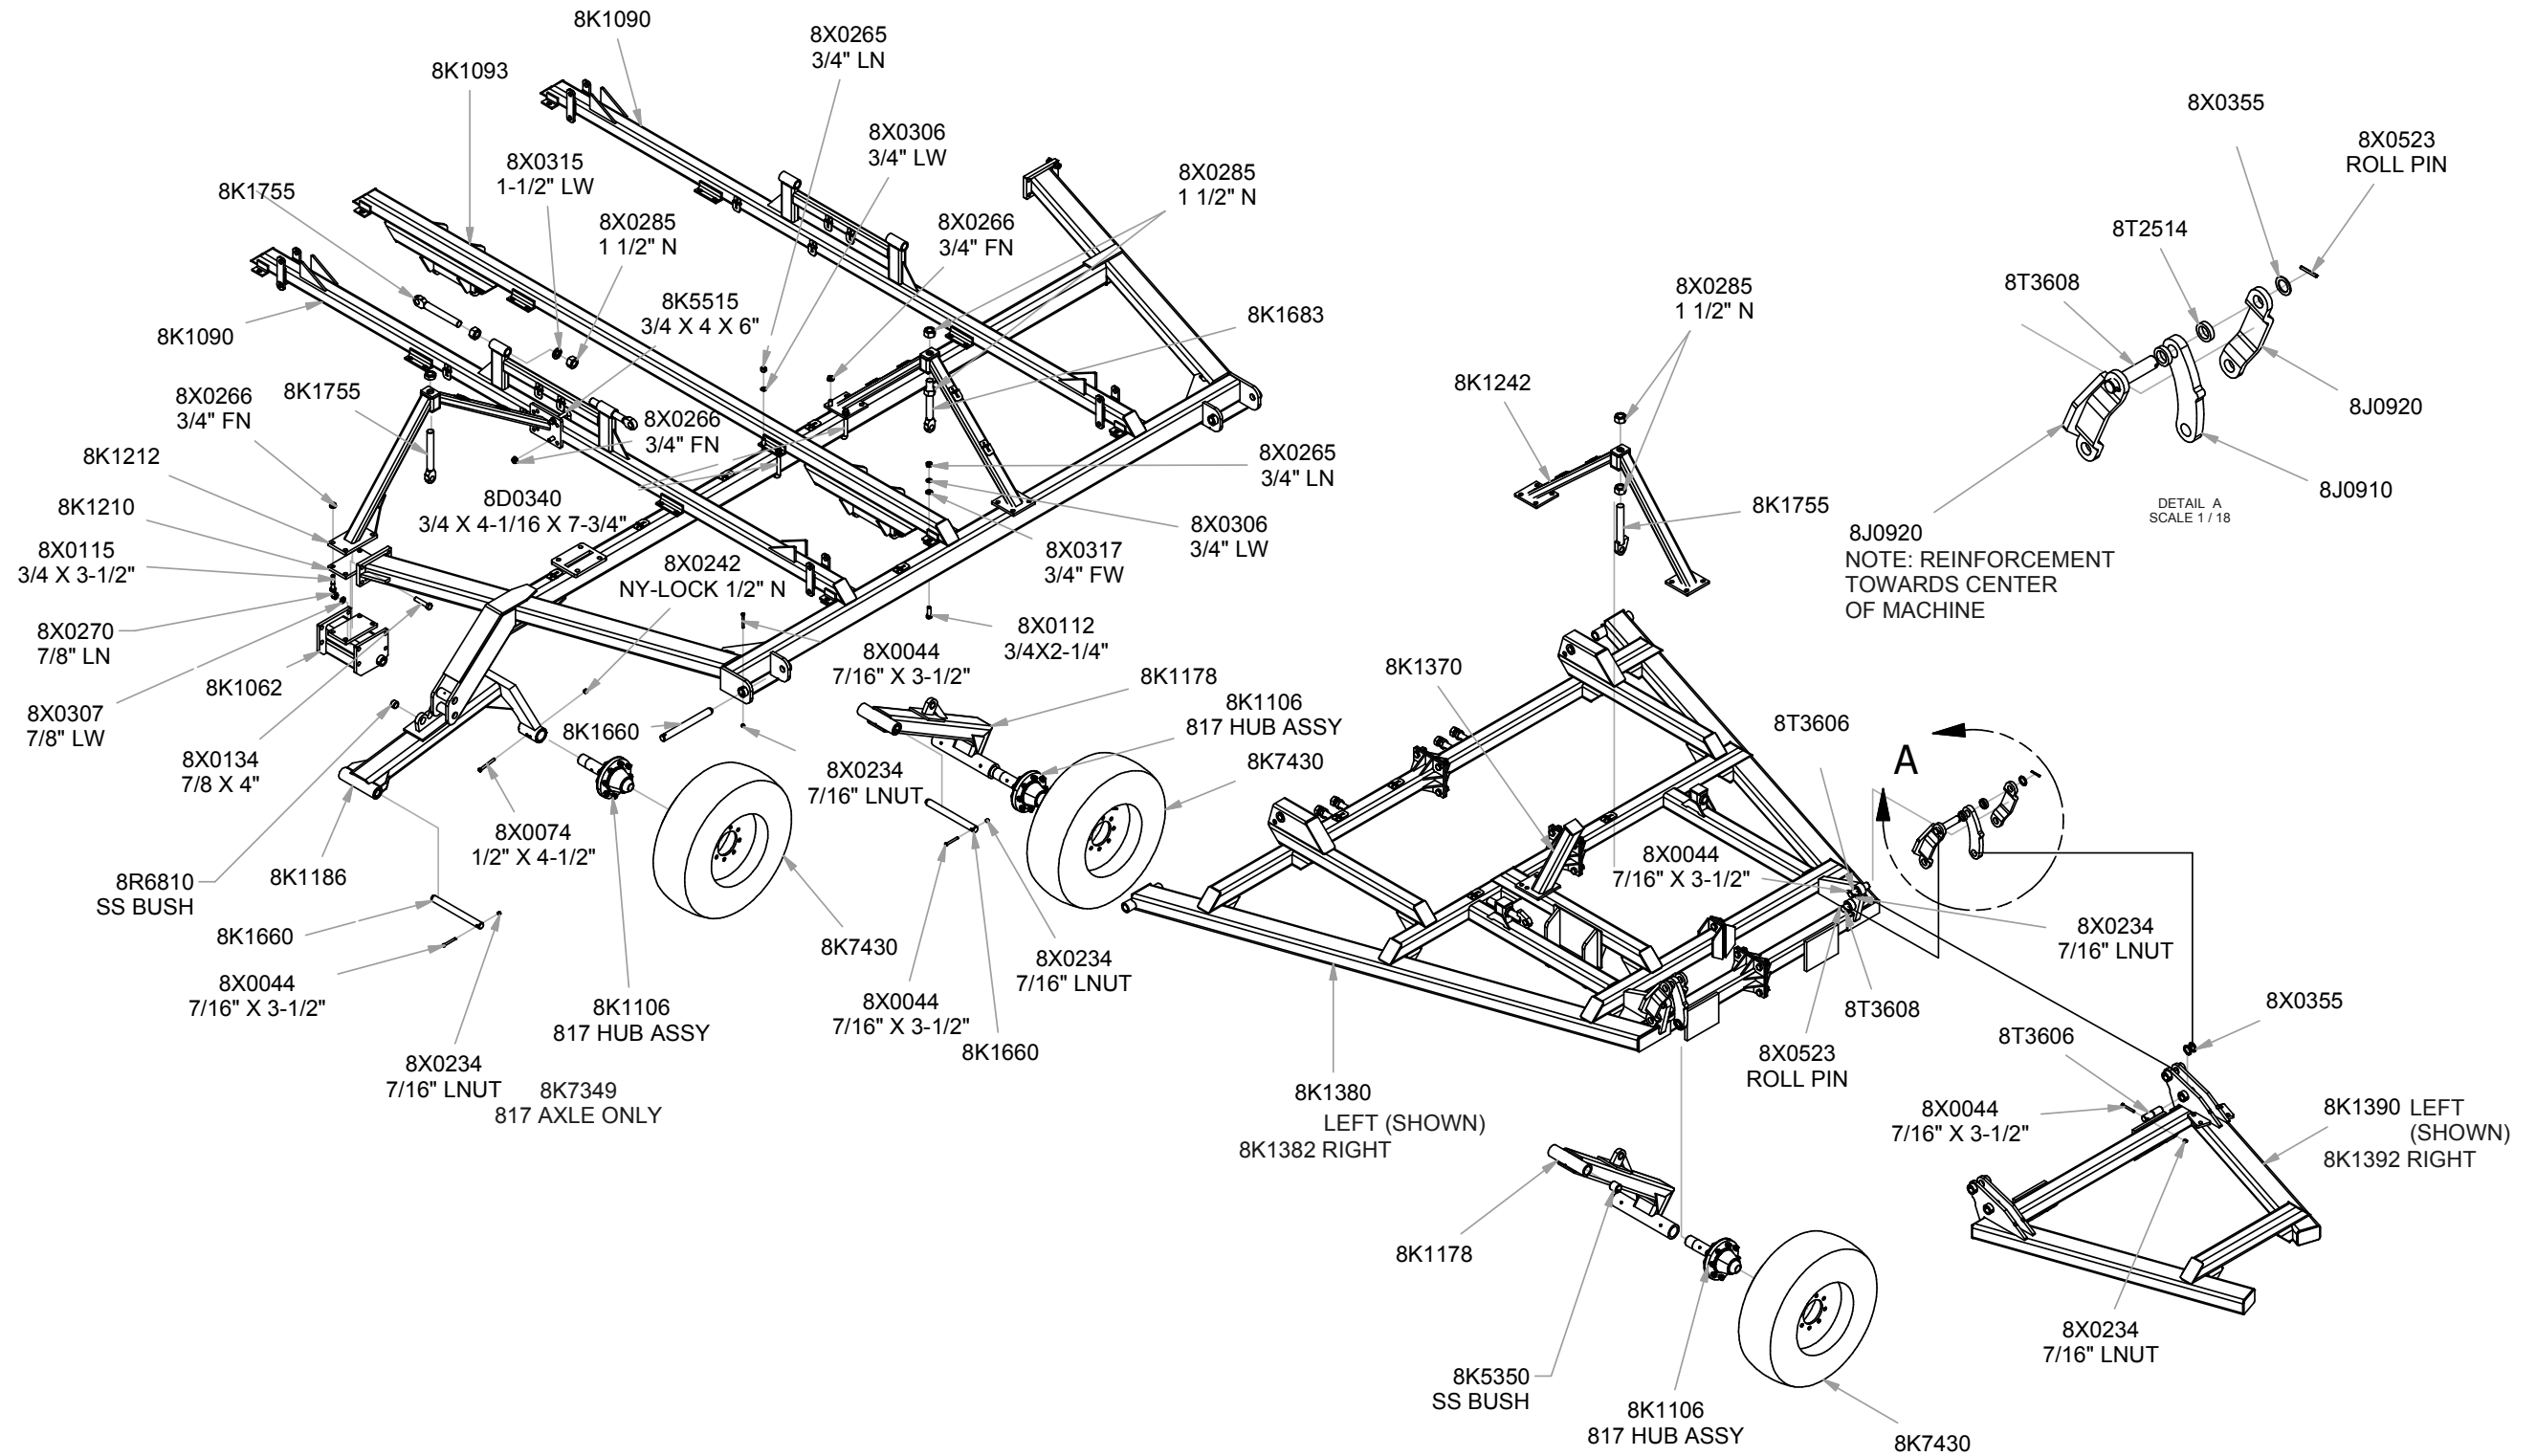 8K1090
8X0265
3/4" LN
8K1093
8X0355
8X0306
3/4" LW
8X0523
ROLL PIN
8X0315
1-1/2" LW
8X0285
1 1/2" N
8K1755
8X0266
3/4" FN
8X0285
1 1/2" N
8T2514
8T3608
8X0285
1 1/2" N
8K5515
3/4 X 4 X 6"
8K1683
8K1090
8K1242
8X0266
3/4" FN
8K1755
8J0920
8X0266
3/4" FN
8K1212
8X0265
3/4" LN
8D0340
3/4 X 4-1/16 X 7-3/4"
8J0910
8K1210
8K1755
DETAIL A
SCALE 1 / 18
8X0306
3/4" LW
8J0920
NOTE: REINFORCEMENT
TOWARDS CENTER
OF MACHINE
8X0115
3/4 X 3-1/2"
8X0317
3/4" FW
8X0242
NY-LOCK 1/2" N
8X0270
7/8" LN
8X0112
3/4X2-1/4"
8X0044
7/16" X 3-1/2"
8K1370
8K1178
8K1062
8K1106
817 HUB ASSY
8X0307
7/8" LW
8K1660
8T3606
8X0134
7/8 X 4"
8K7430
A
8X0234
7/16" LNUT
8X0074
1/2" X 4-1/2"
8X0044
7/16" X 3-1/2"
8K1186
8R6810
SS BUSH
8X0234
7/16" LNUT
8K1660
8K7430
8X0234
7/16" LNUT
8X0044
7/16" X 3-1/2"
8X0044
7/16" X 3-1/2"
8K1106
817 HUB ASSY
8T3608
8X0355
8K1660
8X0523
ROLL PIN
8T3606
8X0234
7/16" LNUT
8K7349
817 AXLE ONLY
8K1380
LEFT (SHOWN)
8K1382 RIGHT
8X0044
7/16" X 3-1/2"
8K1390 LEFT
(SHOWN)
8K1392 RIGHT
8K1178
8X0234
7/16" LNUT
8K5350
SS BUSH
8K1106
817 HUB ASSY
8K7430